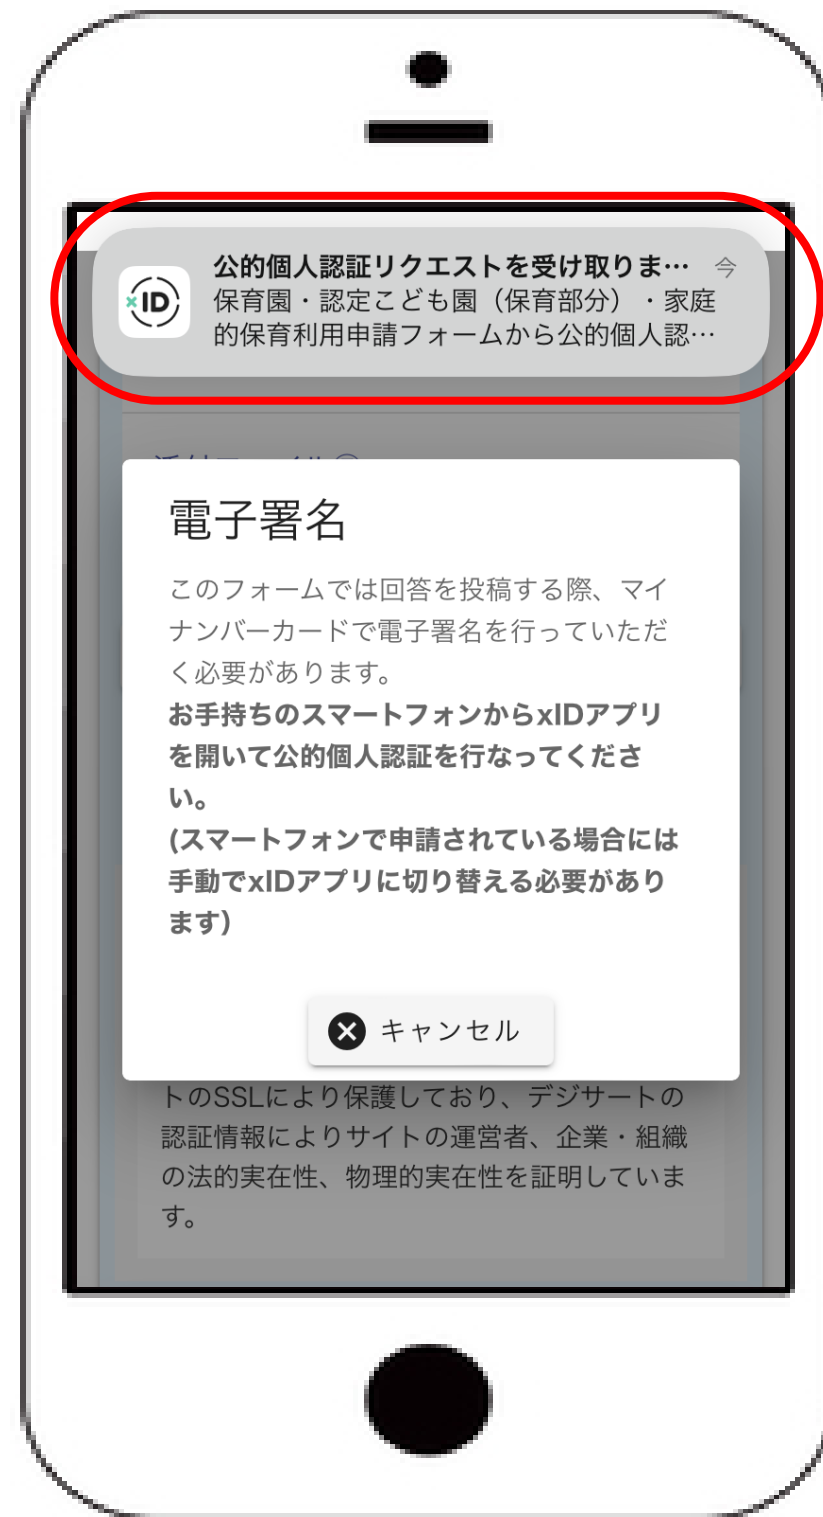 ×ID
公的個人認証リクエストを受け取りま… 今
保育園・認定こども園（保育部分）・家庭
的保育利用申請フォームから公的個人認…
電子署名
このフォームでは回答を投稿する際、マイ
ナンバーカードで電子署名を行っていただ
く必要があります。
お手持ちのスマートフォンからxIDアプリ
を開いて公的個人認証を行なってくださ
い。
(スマートフォンで申請されている場合には
手動でxIDアプリに切り替える必要があり
ます)
キャンセル
トのSSLにより保護しており、デジサートの
認証情報によりサイトの運営者、企業・組織
の法的実在性、物理的実在性を証明していま
す。